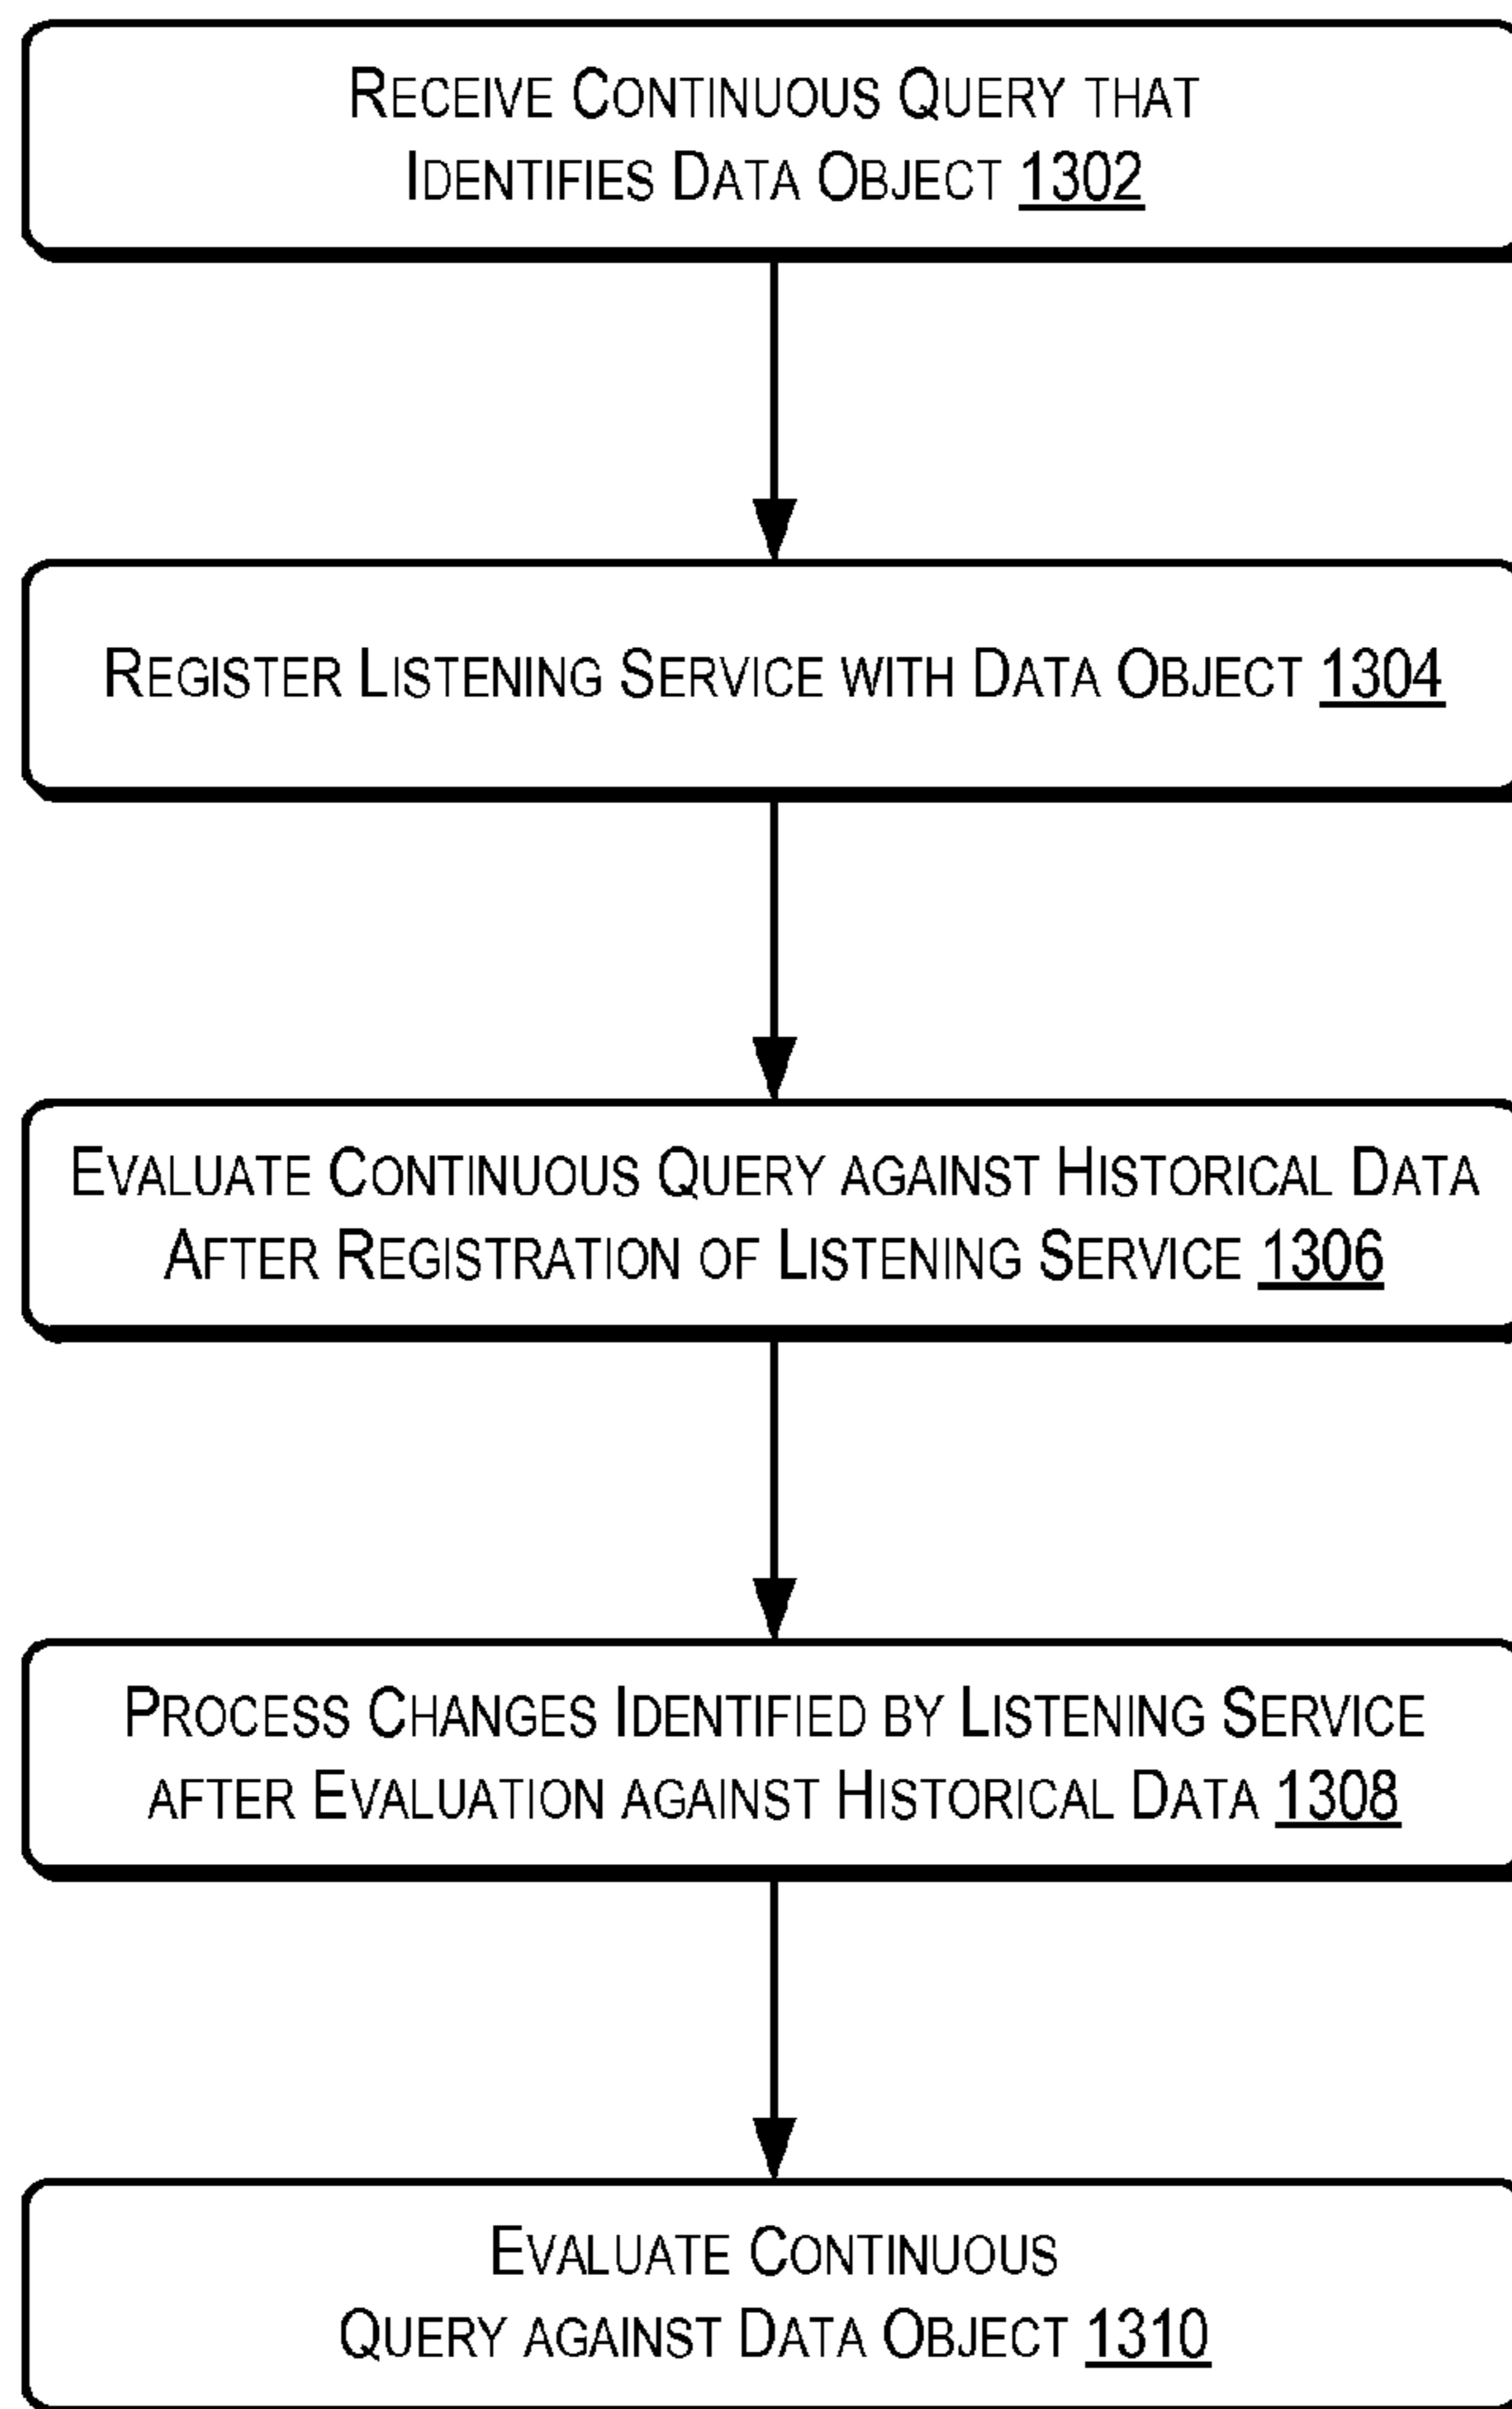 RECEIVE CONTINUOUS QUERY THAT
IDENTIFIES DATA OBJECT 1302
REGISTER LISTENING SERVICE WITH DATA OBJECT 1304
EVALUATE CONTINUOUS QUERY AGAINST HISTORICAL DATA
AFTER REGISTRATION OF LISTENING SERVICE 1306
PROCESS CHANGES IDENTIFIED BY LISTENING SERVICE
AFTER EVALUATION AGAINST HISTORICAL DATA 1308
EVALUATE CONTINUOUS
QUERY AGAINST DATA OBJECT 1310